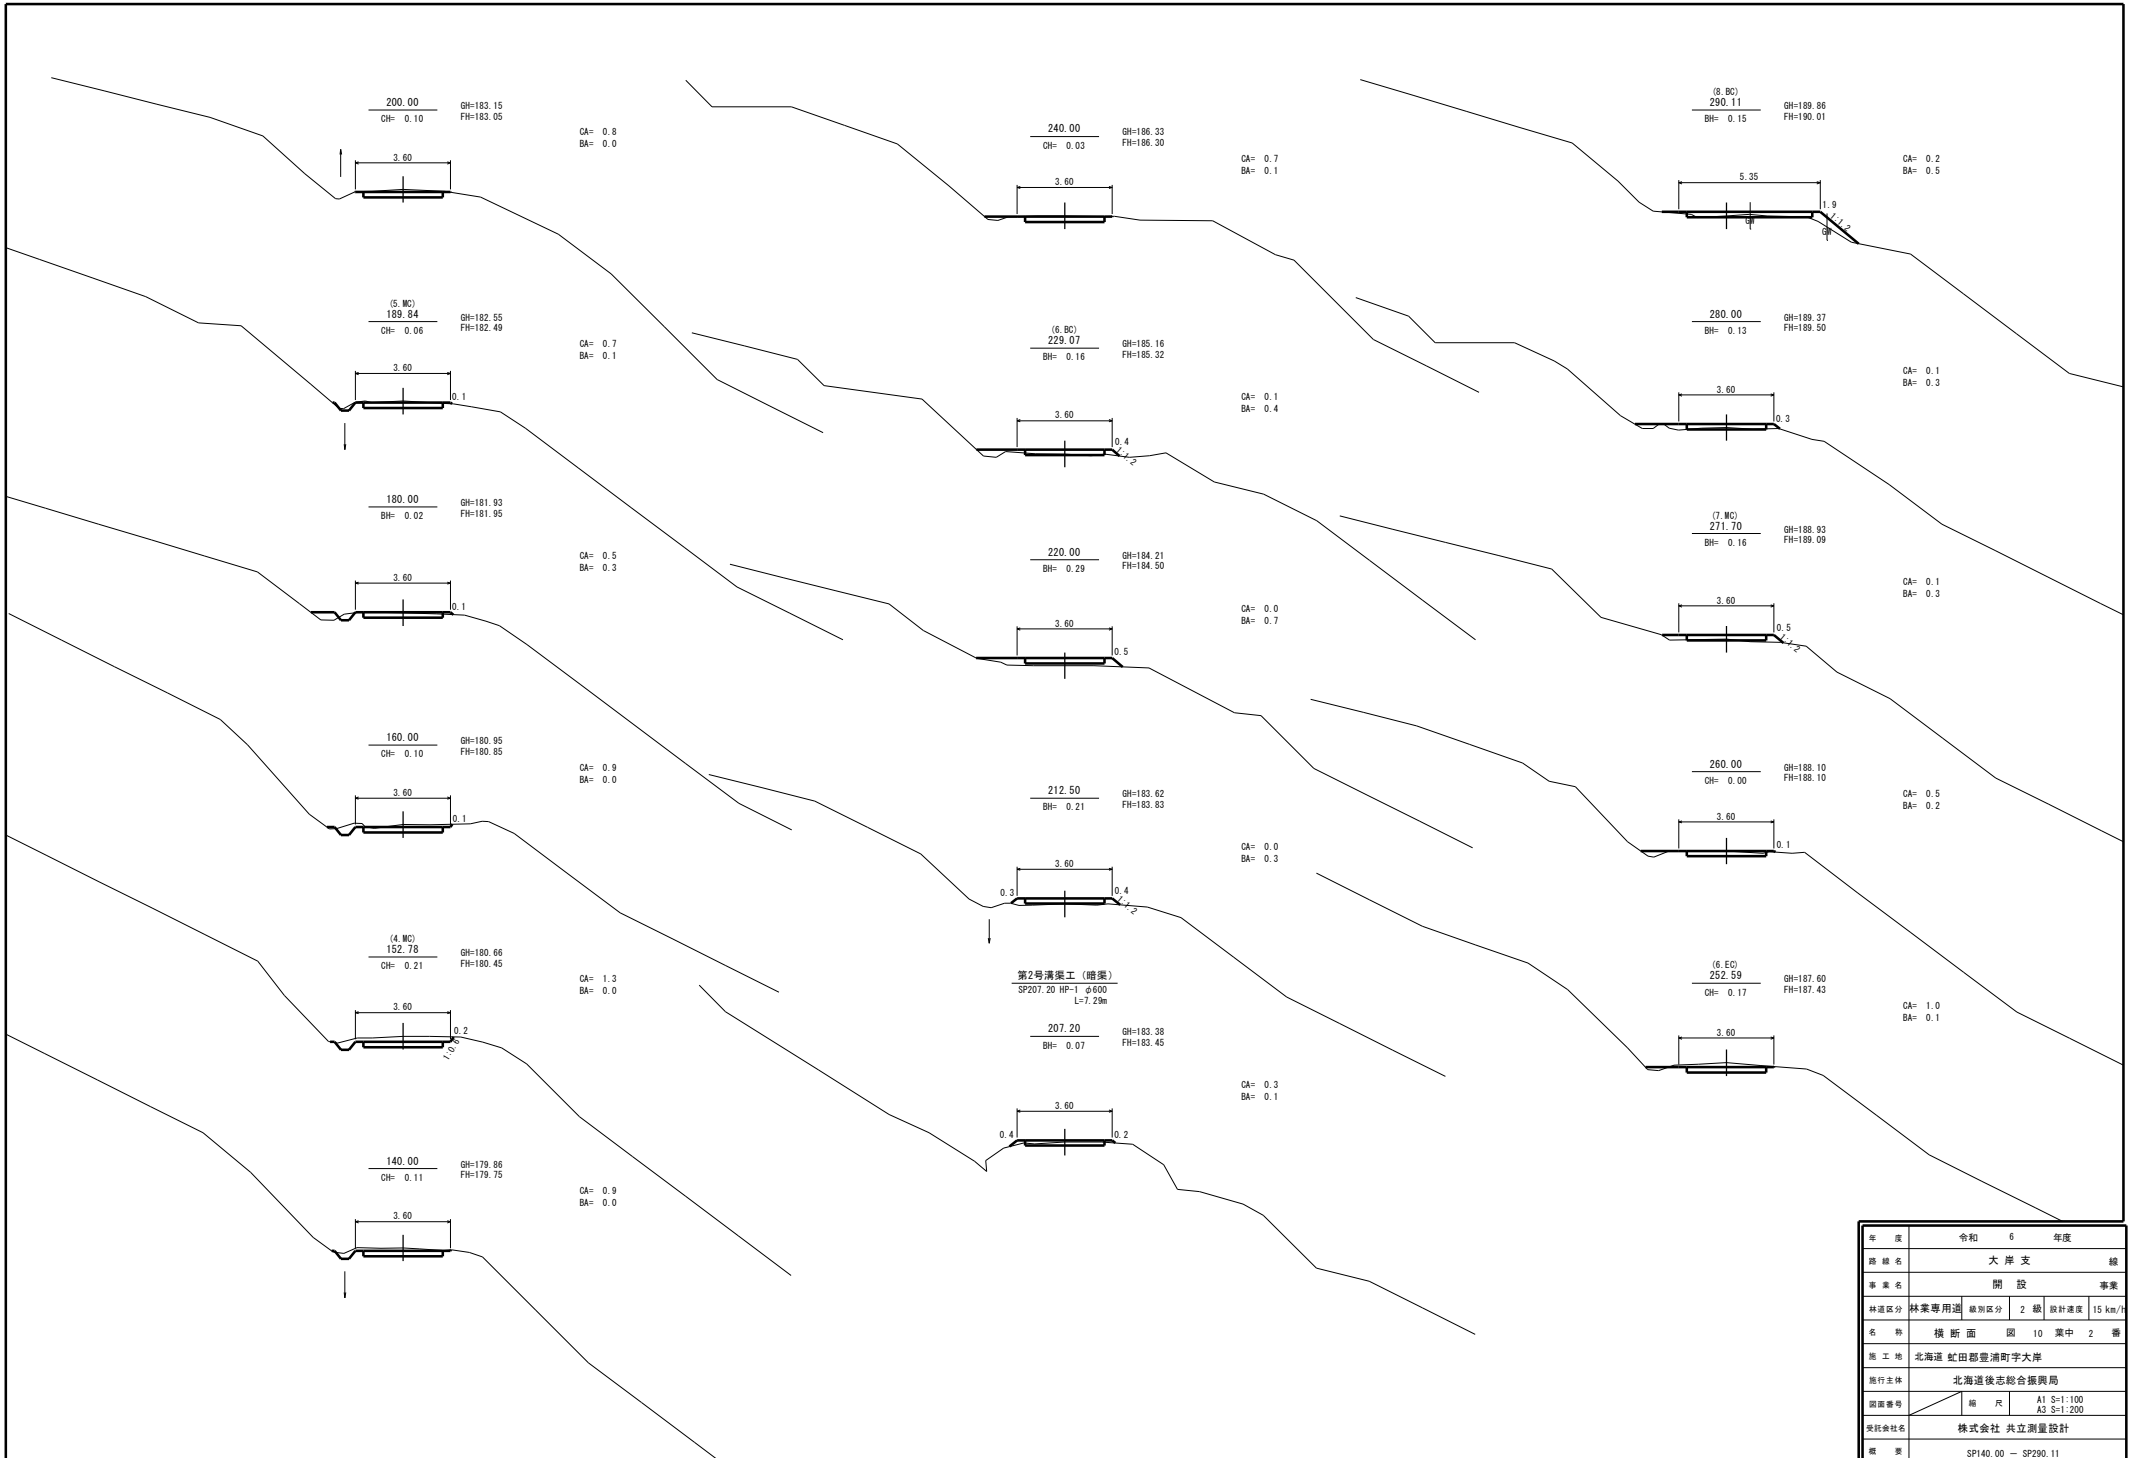 200.00
CH= 0.10
GH=183.15
FH=183.05
CA= 0.8
BA= 0.0
3.60
(5.MC)
189.84
CH= 0.06
GH=182.55
FH=182.49
CA= 0.7
BA= 0.1
3.60
0.1
180.00
BH= 0.02
GH=181.93
FH=181.95
CA= 0.5
BA= 0.3
3.60
0.1
160.00
CH= 0.10
GH=180.95
FH=180.85
CA= 0.9
BA= 0.0
3.60
0.1
(4.MC)
152.78
CH= 0.21
GH=180.66
FH=180.45
CA= 1.3
BA= 0.0
3.60
0.2
1:0.6
140.00
CH= 0.11
GH=179.86
FH=179.75
CA= 0.9
BA= 0.0
3.60
240.00
CH= 0.03
GH=186.33
FH=186.30
CA= 0.7
BA= 0.1
3.60
(6.BC)
229.07
BH= 0.16
GH=185.16
FH=185.32
CA= 0.1
BA= 0.4
3.60
0.4
1:1.2
220.00
BH= 0.29
GH=184.21
FH=184.50
CA= 0.0
BA= 0.7
3.60
0.5
212.50
BH= 0.21
GH=183.62
FH=183.83
CA= 0.0
BA= 0.3
3.60
0.3
0.4
1:1.2
第2号溝渠工(暗渠)
SP207.20 HP-1 φ600
L=7.29m
207.20
BH= 0.07
GH=183.38
FH=183.45
CA= 0.3
BA= 0.1
3.60
0.4
0.2
(8.BC)
290.11
BH= 0.15
GH=189.86
FH=190.01
CA= 0.2
BA= 0.5
5.35
1.9
1:1.2
GW
GW
280.00
BH= 0.13
GH=189.37
FH=189.50
CA= 0.1
BA= 0.3
3.60
0.3
(7.MC)
271.70
BH= 0.16
GH=188.93
FH=189.09
CA= 0.1
BA= 0.3
3.60
0.5
1:1.2
260.00
CH= 0.00
GH=188.10
FH=188.10
CA= 0.5
BA= 0.2
3.60
0.1
(6.EC)
252.59
CH= 0.17
GH=187.60
FH=187.43
CA= 1.0
BA= 0.1
3.60
年度 令和 6 年度
路線名 大岸支 線
事業名 開設 事業
林道区分 林業専用道 級別区分 2 級 設計速度 15 km/h
名称 横断面 図 10 葉中 2 番
施工地 北海道 虻田郡豊浦町字大岸
施行主体 北海道後志総合振興局
図面番号 縮尺 A1 S=1:100
A3 S=1:200
受託会社名 株式会社 共立測量設計
概要 SP140.00 － SP290.11